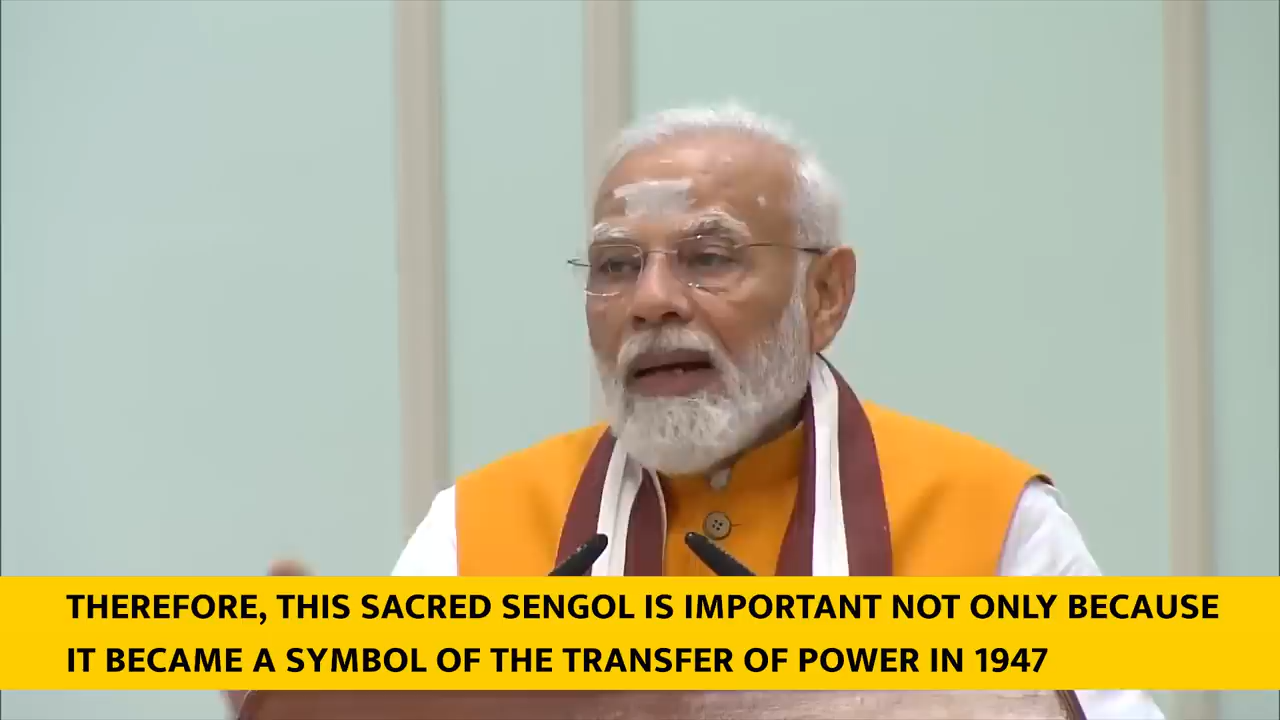 THEREFORE, THIS SACRED SENGOL IS IMPORTANT NOT ONLY BECAUSE
IT BECAME A SYMBOL OF THE TRANSFER OF POWER IN 1947